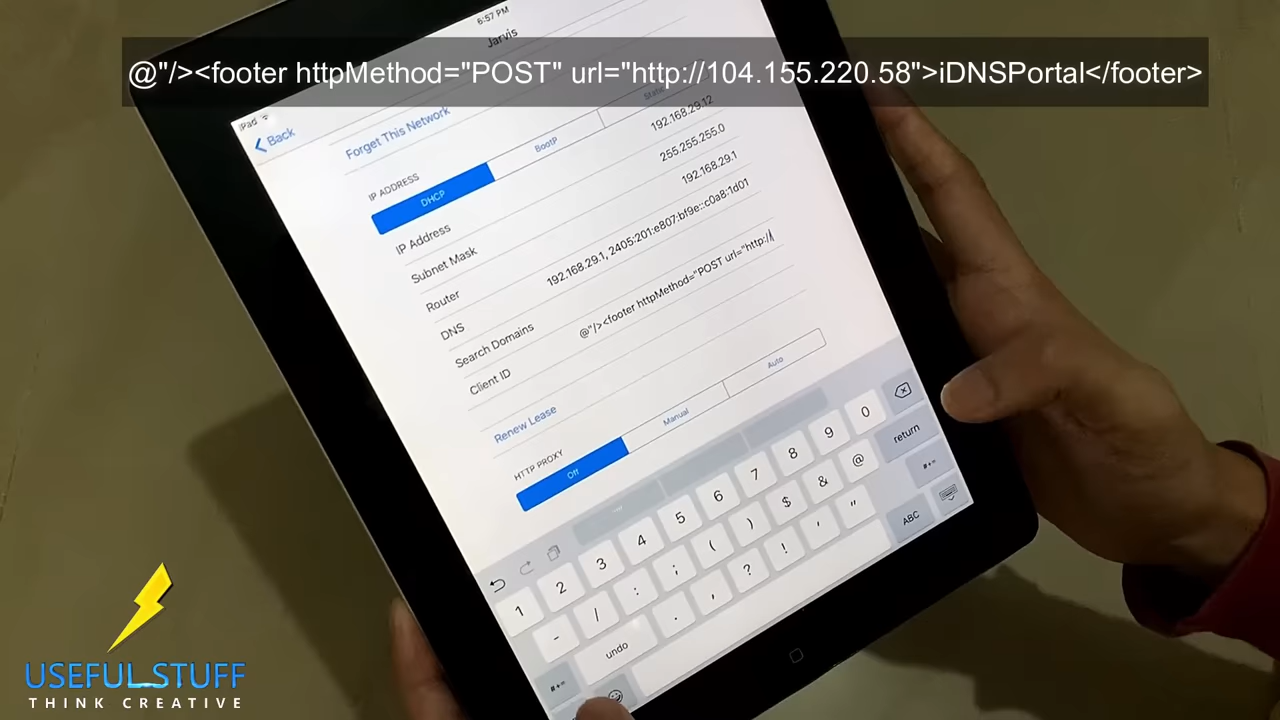 6:57 PM
Jarvis
@"/><footer httpMethod="POST" url="http://104.155.220.58">iDNSPortal</footer>
iPad
Back
Forget This Network
IP ADDRESS
DHCP
BootP
Static
IP Address 192.168.29.12
Subnet Mask 255.255.255.0
Router 192.168.29.1
DNS 192.168.29.1, 2405:201:e807:bf9e::c0a8:1d01
Search Domains
Client ID @"/><footer httpMethod="POST url="http://
Renew Lease
HTTP PROXY
Off
Manual
Auto
1 2 3 4 5 6 7 8 9 0
- / : ; ( ) $ & @ return
#+= undo . , ? ! ' " #+=
ABC
USEFUL STUFF
THINK CREATIVE